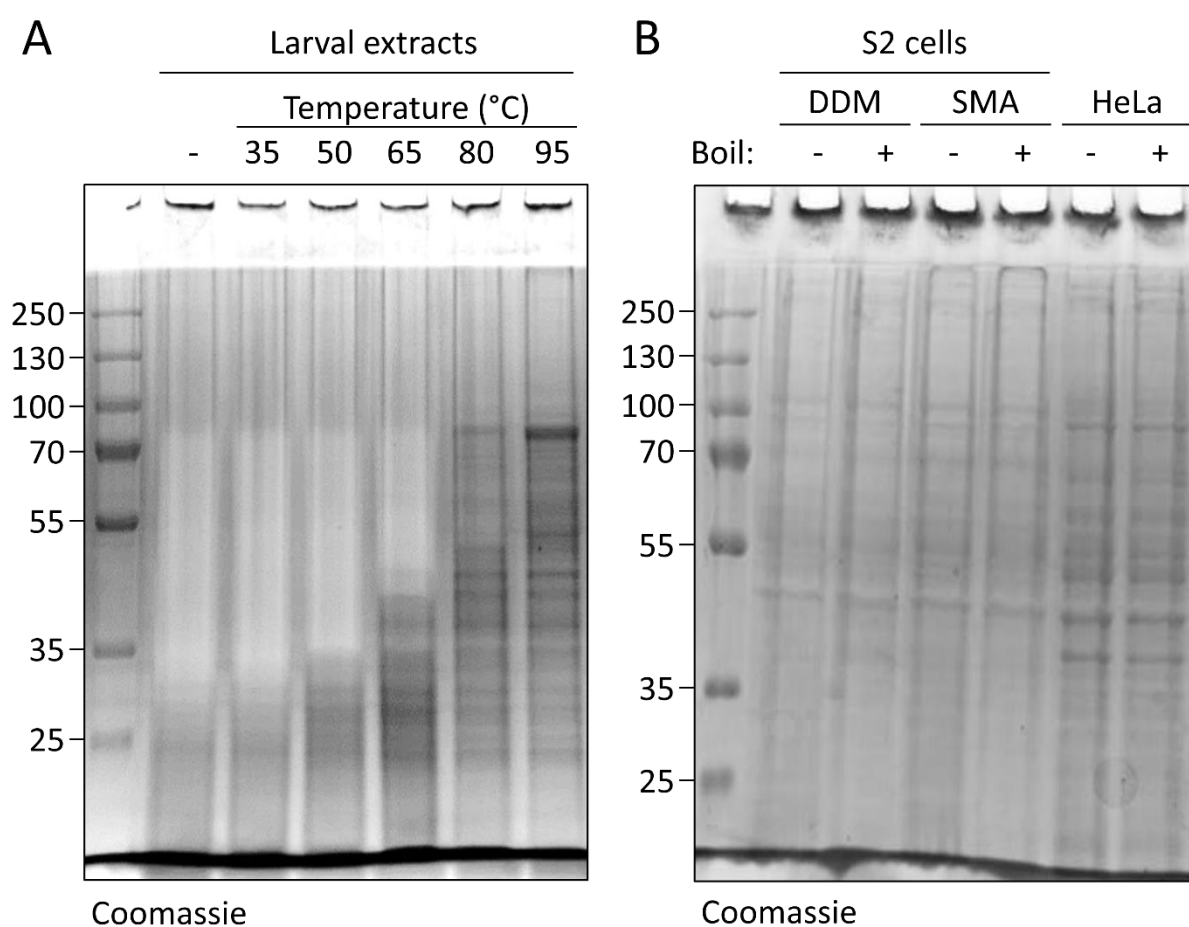 A
Larval extracts
Temperature (°C)
- 35 50 65 80 95
250
130
100
70
55
35
25
Coomassie
B
S2 cells
DDM SMA HeLa
Boil: - + - + - +
250
130
100
70
55
35
25
Coomassie